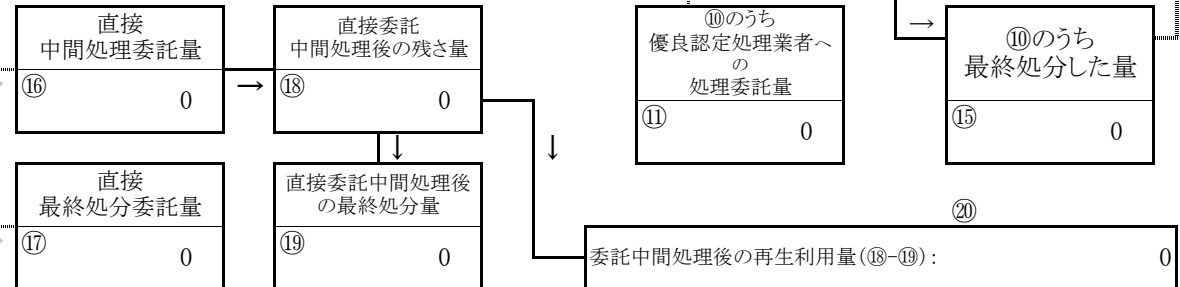 直接
中間処理委託量
⑯
0
→
直接委託
中間処理後の残さ量
⑱
0
↓
↓
⑩のうち
優良認定処理業者へ
の
処理委託量
⑪
0
→
⑩のうち
最終処分した量
⑮
0
直接
最終処分委託量
⑰
0
直接委託中間処理後
の最終処分量
⑲
0
⑳
委託中間処理後の再生利用量(⑱-⑲)： 0